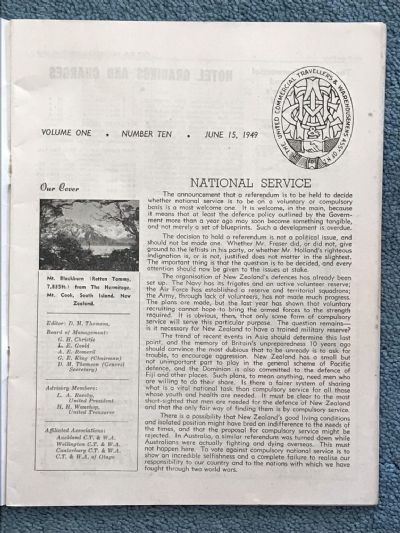 THE UNITED COMMERCIAL TRAVELLERS & WAREHOUSEMENS ASSN OF N.Z.
VOLUME ONE • NUMBER TEN • JUNE 15, 1949
Our Cover
Mt. Blackburn (Rotten Tommy,
7,835ft.) from The Hermitage,
Mt. Cook, South Island, New
Zealand.
Editor: D. M. Thomson.
Board of Management:
G. H. Christie
L. E. Gould
A. E. Romeril
G. E. King (Chairman)
D. M. Thomson (General
Secretary)
Advisory Members:
L. A.
United President
H. H.
United Treasurer
Affiliated Associations:
Auckland C.T. & W.A.
Wellington C.T. & W.A.
Canterbury C.T. & W.A.
C.T. & W.A. of Otago
NATIONAL SERVICE
The announcement that a referendum is to be held to decide
whether national service is to be on a voluntary or compulsory
basis is a most welcome one. It is welcome, in the main, because
it means that at least the defence policy outlined by the Govern-
ment more than a year ago may soon become something tangible,
and not merely a set of blueprints. Such a development is overdue.
The decision to hold a referendum is not a political issue, and
should not be made one. Whether Mr. Fraser did, or did not, give
ground to the leftists in his party, or whether Mr. Holland's righteous
indignation is, or is not, justified does not matter in the slightest.
The important thing is that the question is to be decided, and every
attention should now be given to the issues at stake.
The organisation of New Zealand's defences has already been
set up. The Navy has its frigates and an active volunteer reserve;
the Air Force has established a reserve and territorial squadrons;
the Army, through lack of volunteers, has not made much progress.
The plans are made, but the last year has shown that voluntary
recruiting cannot hope to bring the armed forces to the strength
required. It is obvious, then, that only some form of compulsory
service will serve this particular purpose. The question remains—
is it necessary for New Zealand to have a trained military reserve?
The trend of recent events in Asia should determine this last
point, and the memory of Britain's unpreparedness 10 years ago
should convince the most dubious that to be unready is to ask for
trouble, to encourage aggression. New Zealand has a small but
not unimportant part to play in the general scheme of Pacific
defence, and the Dominion is also committed to the defence of
Fiji and other places. Such plans, to mean anything, need men who
are willing to do their share. Is there a fairer system of sharing
what is a vital national task than compulsory service for all those
whose youth and health are needed. It must be clear to the most
short-sighted that men are needed for the defence of New Zealand
and that the only fair way of finding them is by compulsory service.
There is a possibility that New Zealand's good living conditions
and isolated position might have bred an indifference to the needs of
the times, and that the proposal for compulsory service might be
rejected. In Australia, a similar referendum was turned down while
Australians were actually fighting and dying overseas. This must
not happen here. To vote against compulsory national service is to
show an incredible selfishness and a complete failure to realise our
responsibility to our country and to the nations with which we have
fought through two world wars.